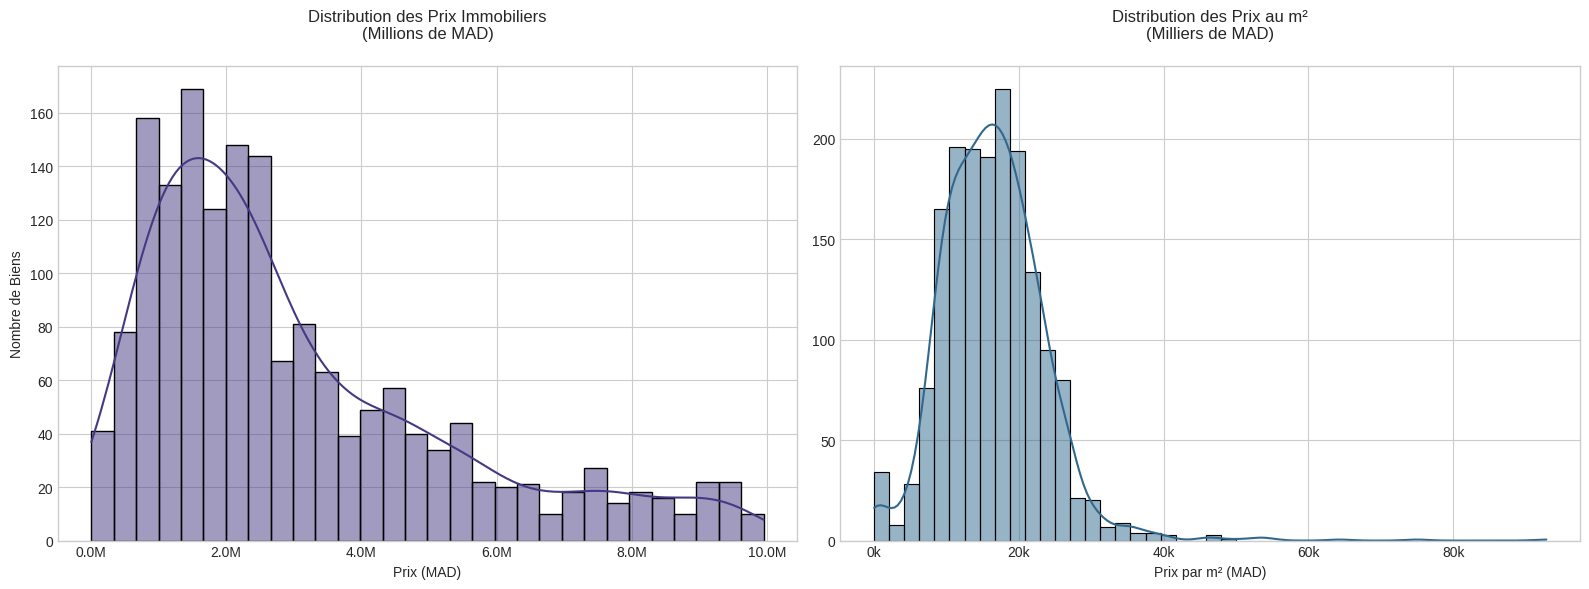 Distribution des Prix Immobiliers
(Millions de MAD)
Nombre de Biens
160
140
120
100
80
60
40
20
0
0.0M 2.0M 4.0M 6.0M 8.0M 10.0M
Prix (MAD)
Distribution des Prix au m²
(Milliers de MAD)
200
150
100
50
0
0k 20k 40k 60k 80k
Prix par m² (MAD)